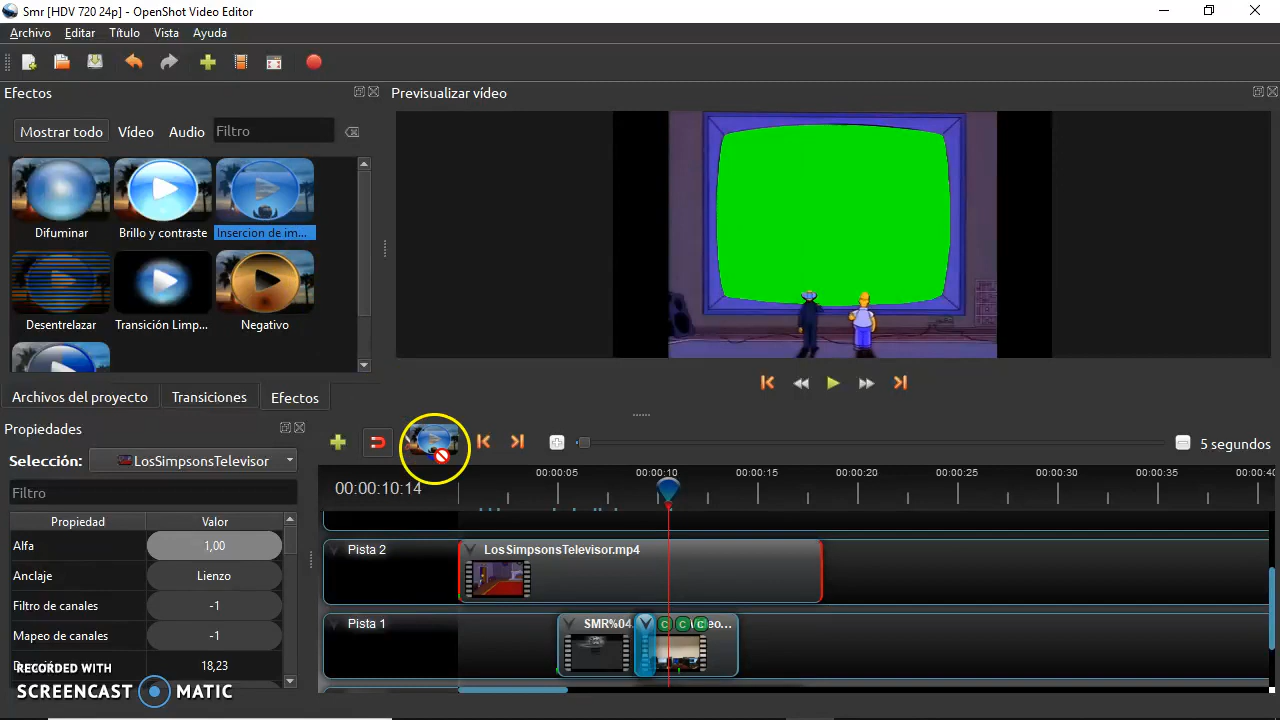 Smr [HDV 720 24p] - OpenShot Video Editor
Archivo Editar Título Vista Ayuda
Efectos
Previsualizar vídeo
Mostrar todo Vídeo Audio Filtro
Difuminar Brillo y contraste Insercion de im...
Desentrelazar Transición Limp... Negativo
Archivos del proyecto Transiciones Efectos
Propiedades
5 segundos
Selección: LosSimpsonsTelevisor
Filtro
00:00:05 00:00:10 00:00:15 00:00:20 00:00:25 00:00:30 00:00:35 00:00:40
00:00:10:14
Propiedad Valor
Alfa 1,00
Pista 2 LosSimpsonsTelevisor.mp4
Anclaje Lienzo
Filtro de canales -1
Pista 1 SMR%04 C C C eo...
Mapeo de canales -1
18,23
RECORDED WITH
SCREENCAST MATIC